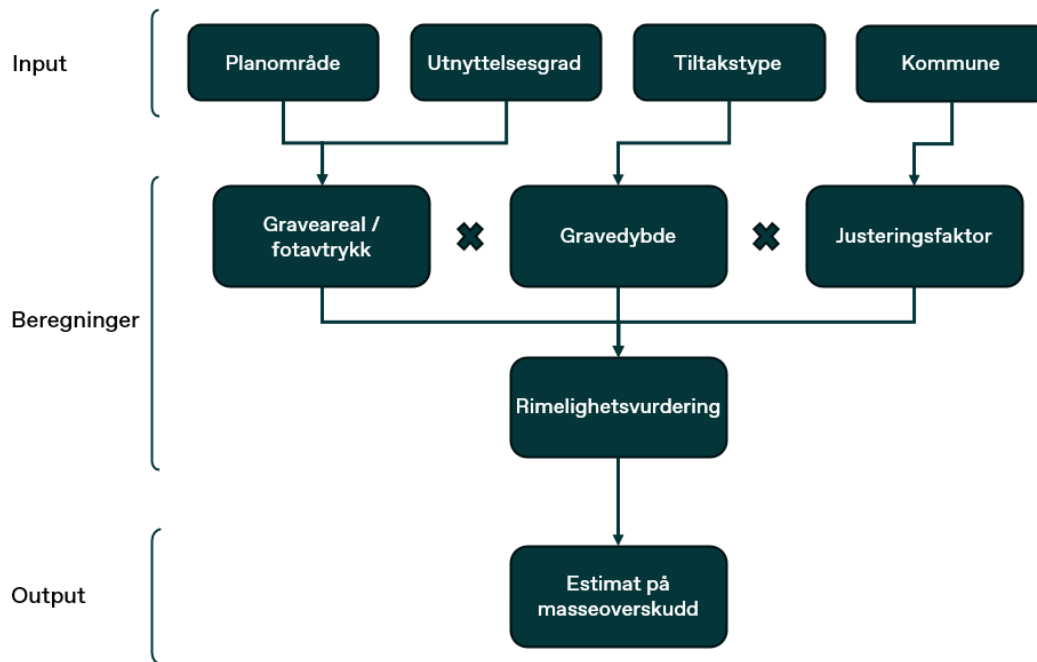 Input
Planområde
Utnyttelsesgrad
Tiltakstype
Kommune
Beregninger
Graveareal /
fotavtrykk
Gravedybde
Justeringsfaktor
Rimelighetsvurdering
Output
Estimat på
masseoverskudd